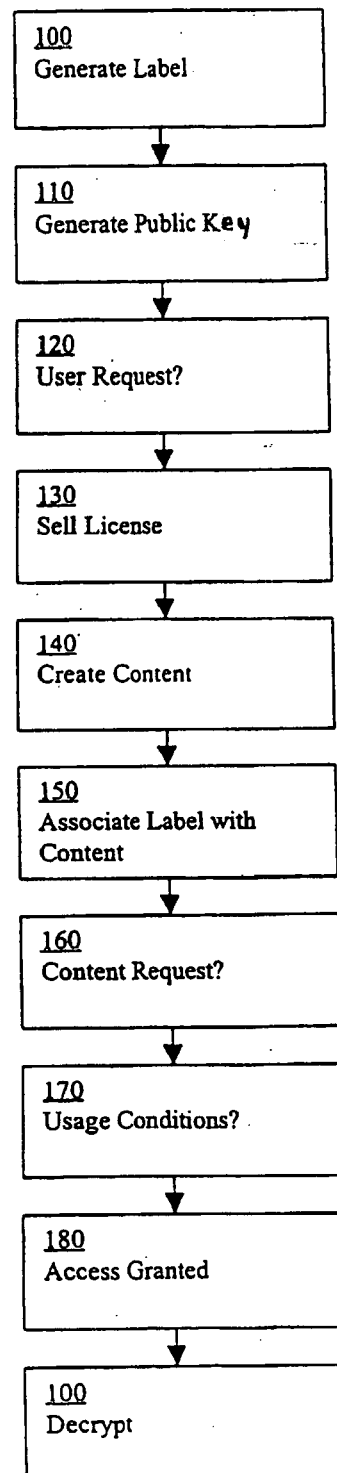 100
Generate Label
110
Generate Public Key
120
User Request?
130
Sell License
140
Create Content
150
Associate Label with
Content
160
Content Request?
170
Usage Conditions?
180
Access Granted
100
Decrypt